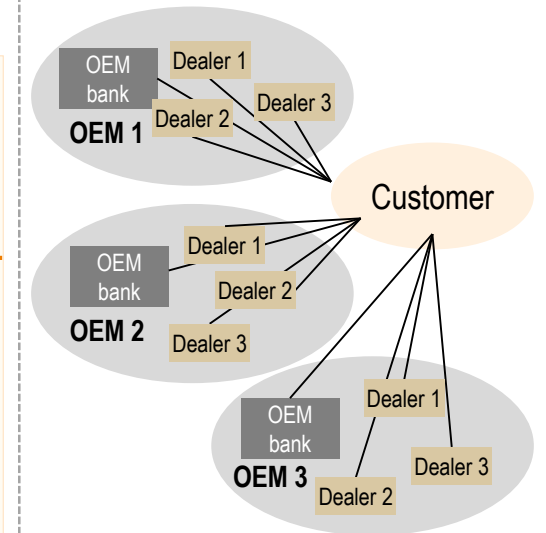 OEM
bank
Dealer 1
Dealer 3
Dealer 2
OEM 1
Customer
Dealer 1
OEM
bank
Dealer 2
OEM 2
Dealer 3
Dealer 1
OEM
bank
Dealer 3
OEM 3
Dealer 2